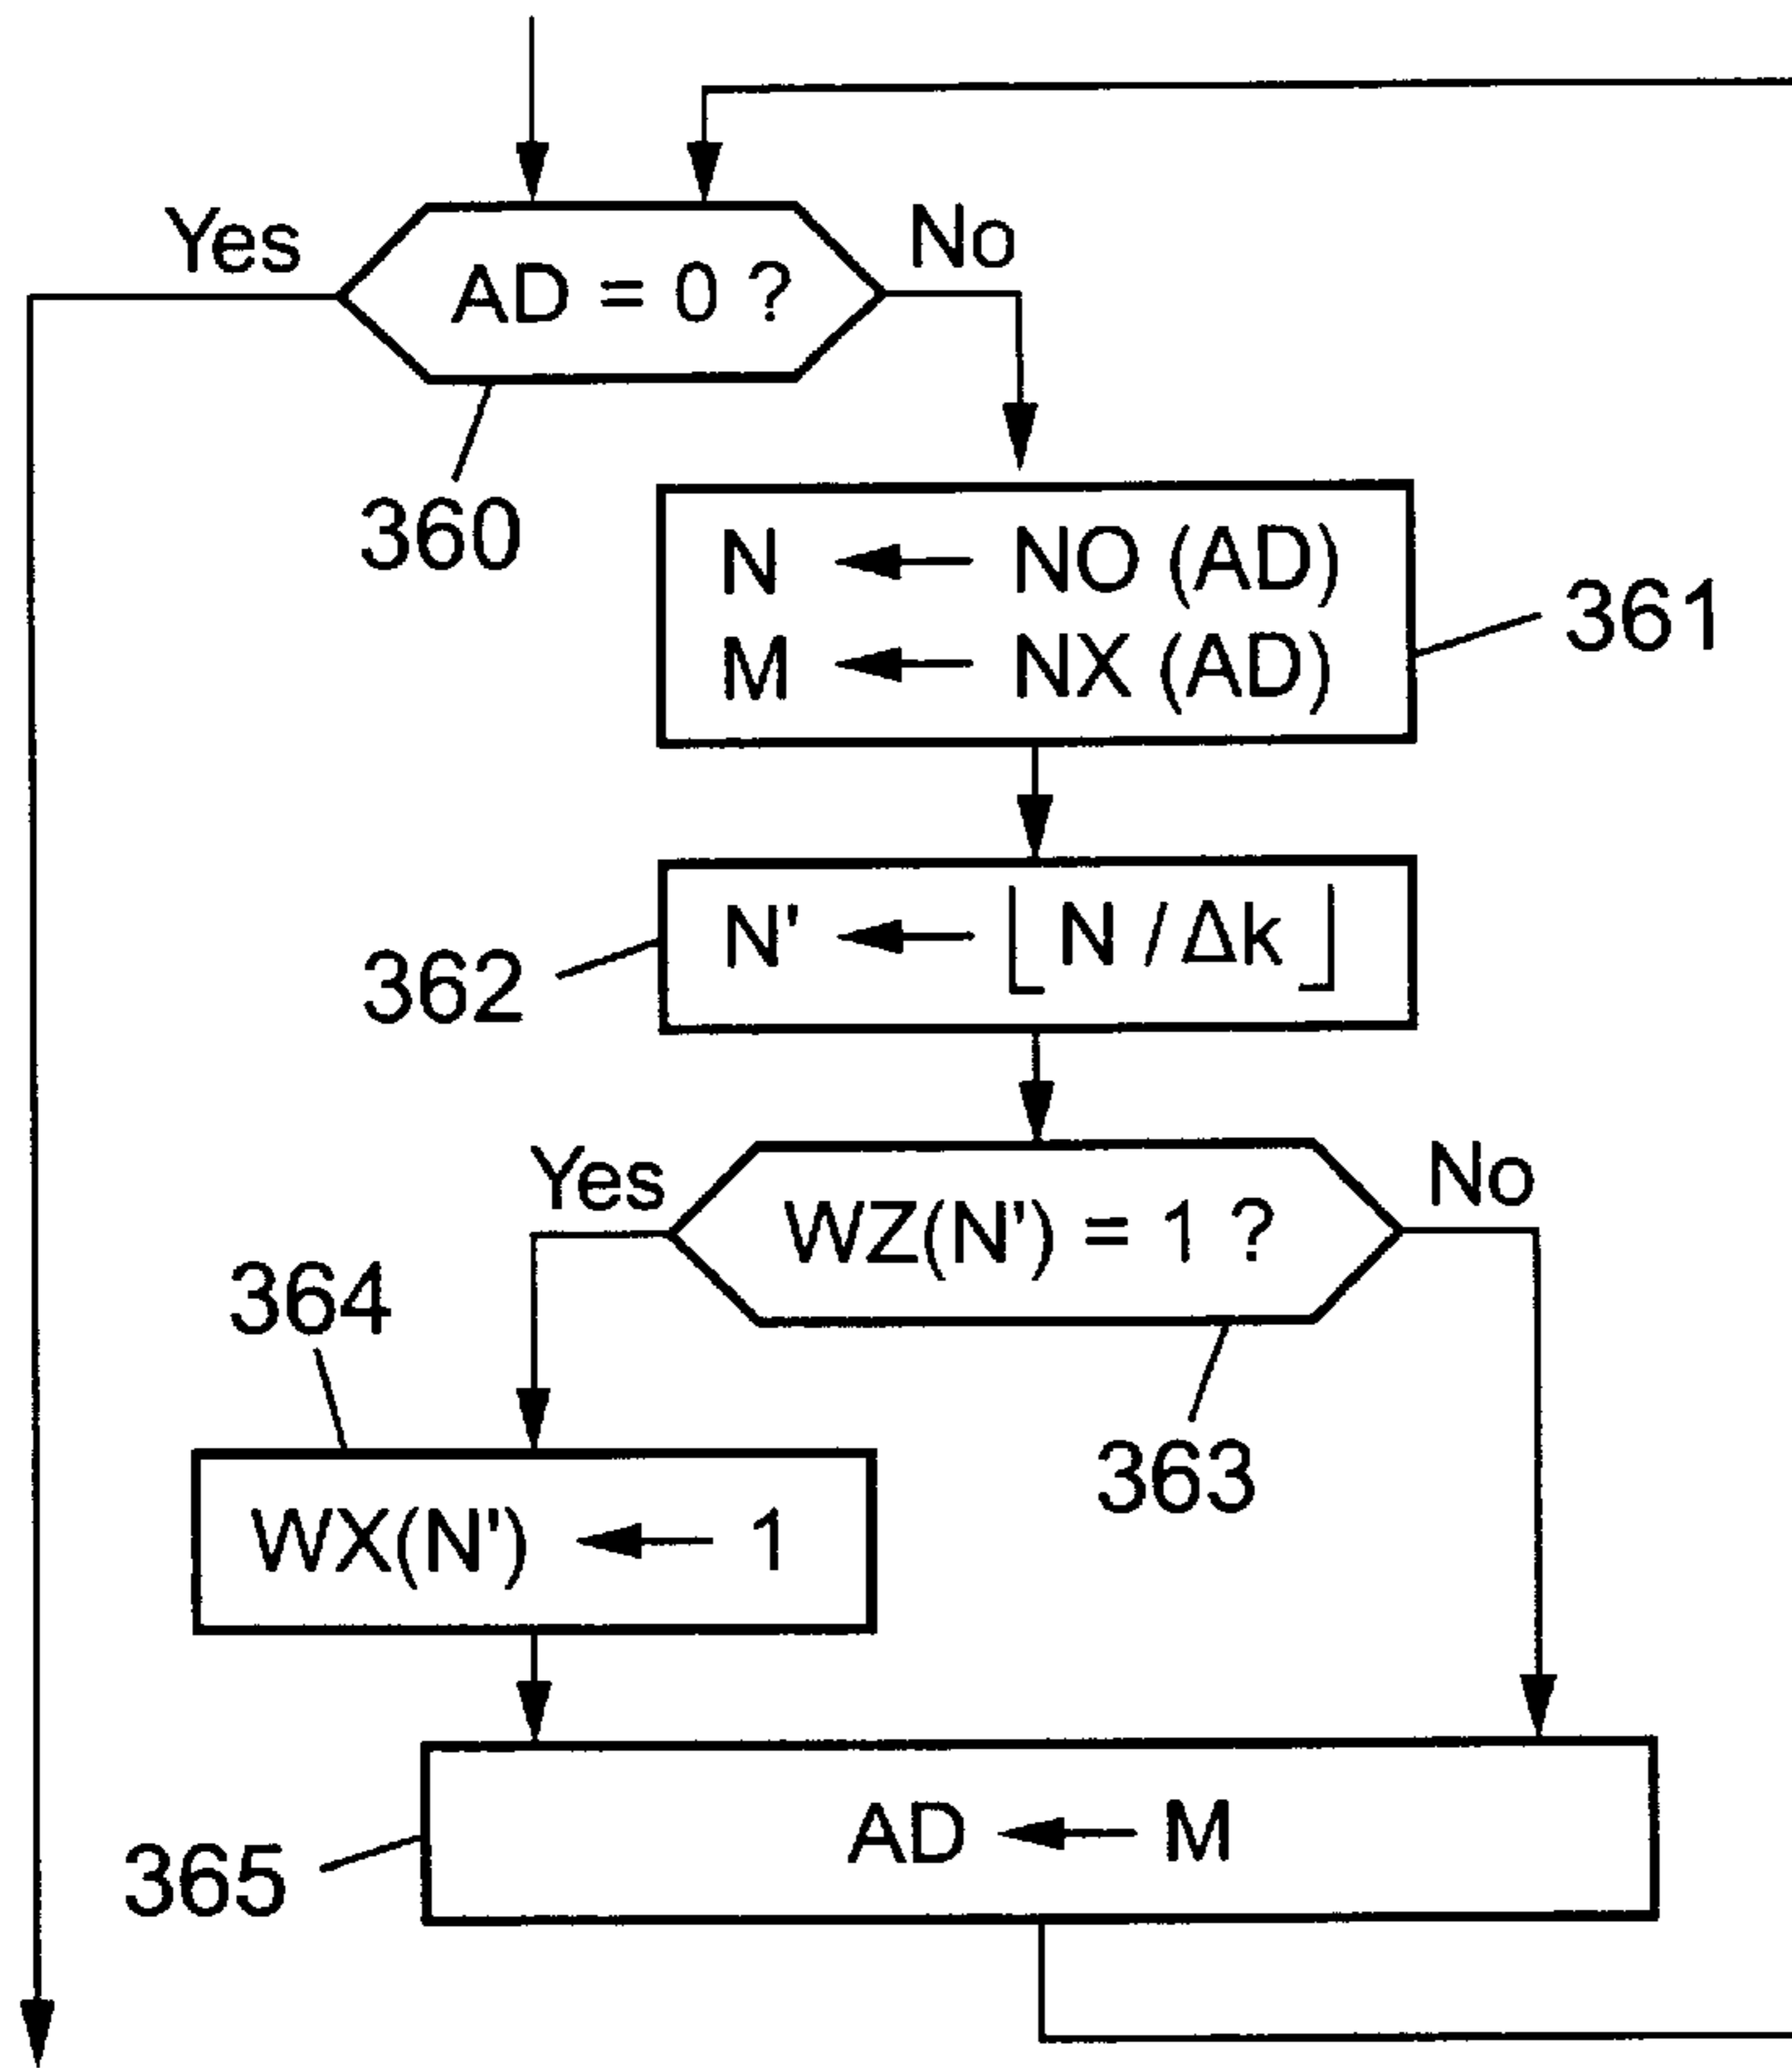 Yes
No
AD = 0 ?
360
N ← NO (AD)
M ← NX (AD)
361
N' ← ⌊ N / Δk ⌋
362
Yes
No
WZ(N') = 1 ?
364
363
WX(N') ← 1
AD ← M
365